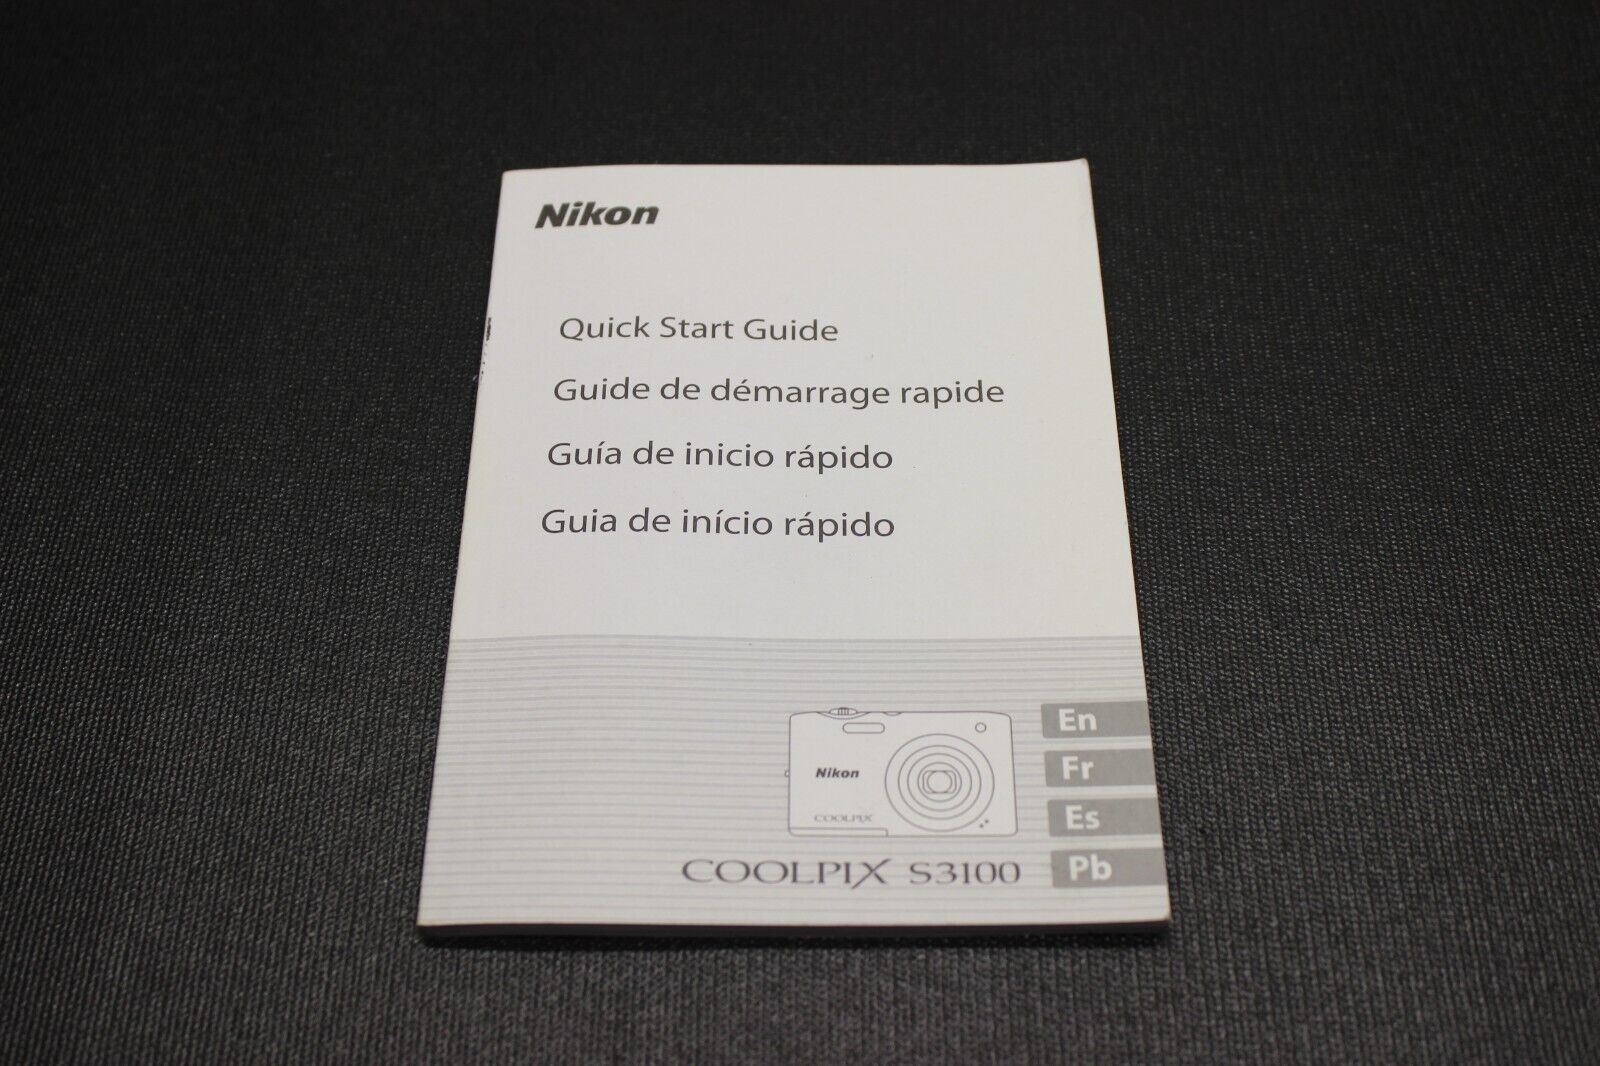 Nikon
Quick Start Guide
Guide de démarrage rapide
Guía de inicio rápido
Guia de início rápido
Nikon
COOLPIX
COOLPIX S3100
En
Fr
Es
Pb